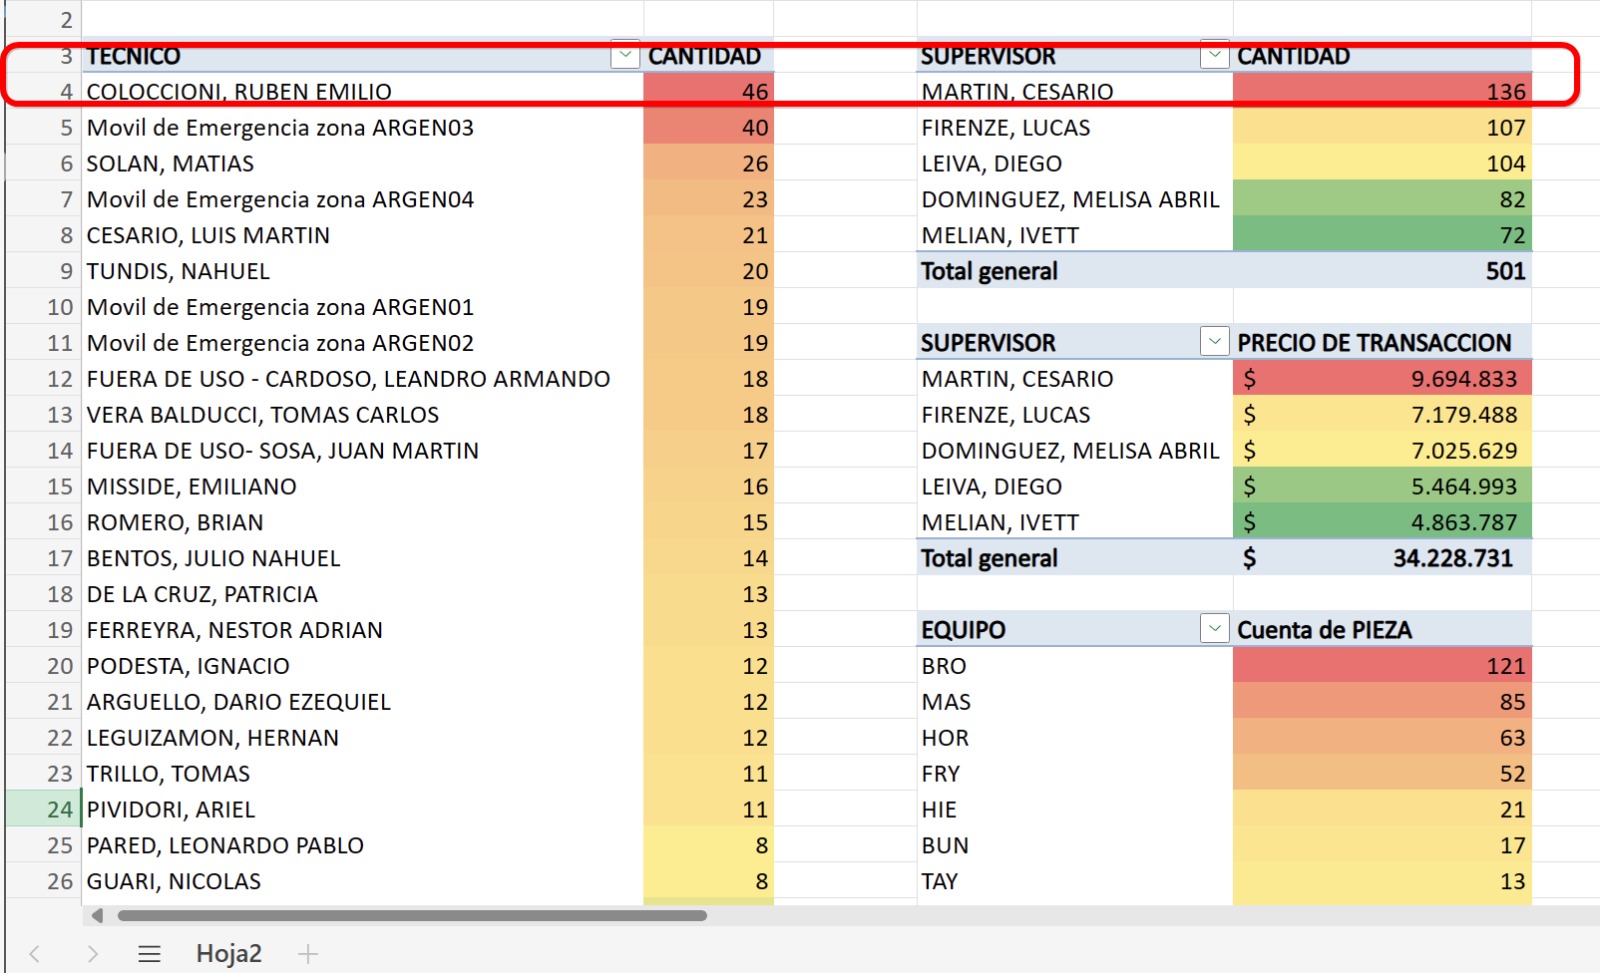 2
3 TECNICO CANTIDAD SUPERVISOR CANTIDAD
4 COLOCCIONI, RUBEN EMILIO 46 MARTIN, CESARIO 136
5 Movil de Emergencia zona ARGEN03 40 FIRENZE, LUCAS 107
6 SOLAN, MATIAS 26 LEIVA, DIEGO 104
7 Movil de Emergencia zona ARGEN04 23 DOMINGUEZ, MELISA ABRIL 82
8 CESARIO, LUIS MARTIN 21 MELIAN, IVETT 72
9 TUNDIS, NAHUEL 20 Total general 501
10 Movil de Emergencia zona ARGEN01 19
11 Movil de Emergencia zona ARGEN02 19 SUPERVISOR PRECIO DE TRANSACCION
12 FUERA DE USO - CARDOSO, LEANDRO ARMANDO 18 MARTIN, CESARIO $ 9.694.833
13 VERA BALDUCCI, TOMAS CARLOS 18 FIRENZE, LUCAS $ 7.179.488
14 FUERA DE USO- SOSA, JUAN MARTIN 17 DOMINGUEZ, MELISA ABRIL $ 7.025.629
15 MISSIDE, EMILIANO 16 LEIVA, DIEGO $ 5.464.993
16 ROMERO, BRIAN 15 MELIAN, IVETT $ 4.863.787
17 BENTOS, JULIO NAHUEL 14 Total general $ 34.228.731
18 DE LA CRUZ, PATRICIA 13
19 FERREYRA, NESTOR ADRIAN 13 EQUIPO Cuenta de PIEZA
20 PODESTA, IGNACIO 12 BRO 121
21 ARGUELLO, DARIO EZEQUIEL 12 MAS 85
22 LEGUIZAMON, HERNAN 12 HOR 63
23 TRILLO, TOMAS 11 FRY 52
24 PIVIDORI, ARIEL 11 HIE 21
25 PARED, LEONARDO PABLO 8 BUN 17
26 GUARI, NICOLAS 8 TAY 13
Hoja2